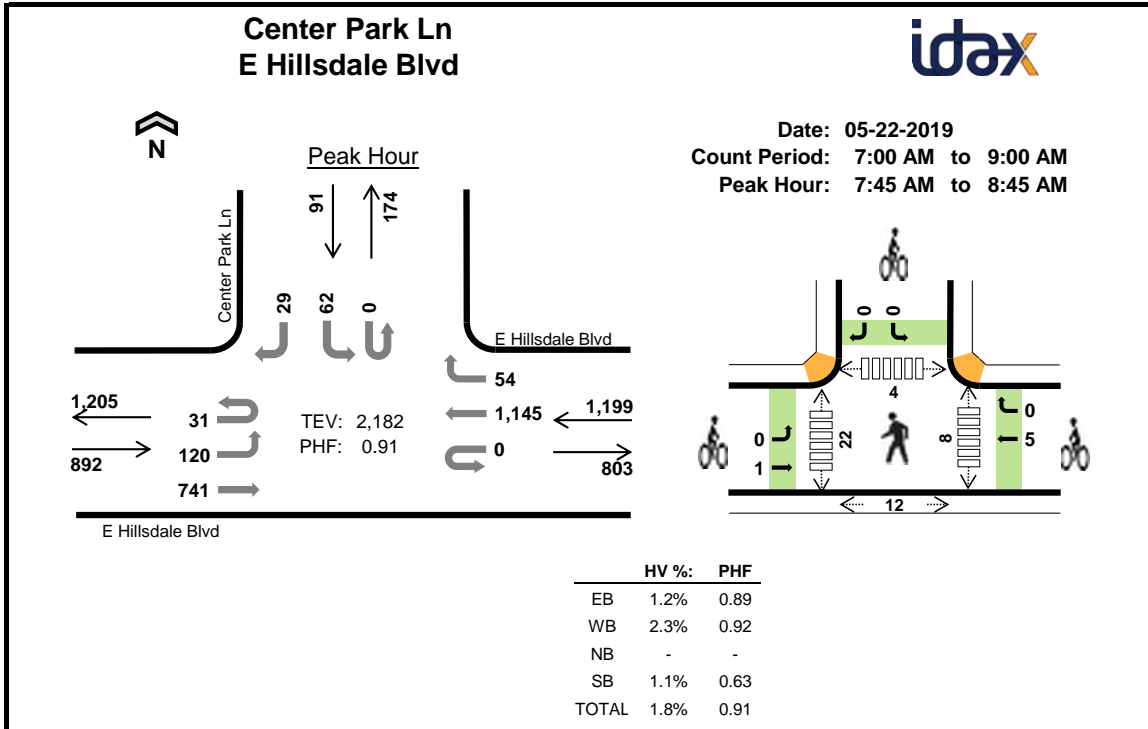 Center Park Ln
E Hillsdale Blvd
idax
N
Peak Hour
Date: 05-22-2019
Count Period: 7:00 AM to 9:00 AM
Peak Hour: 7:45 AM to 8:45 AM
91
174
Center Park Ln
29
62
0
E Hillsdale Blvd
54
1,145
0
1,199
803
1,205
892
31
120
741
TEV: 2,182
PHF: 0.91
E Hillsdale Blvd
0
0
4
0
1
22
8
0
5
12
HV %: PHF
EB 1.2% 0.89
WB 2.3% 0.92
NB - -
SB 1.1% 0.63
TOTAL 1.8% 0.91